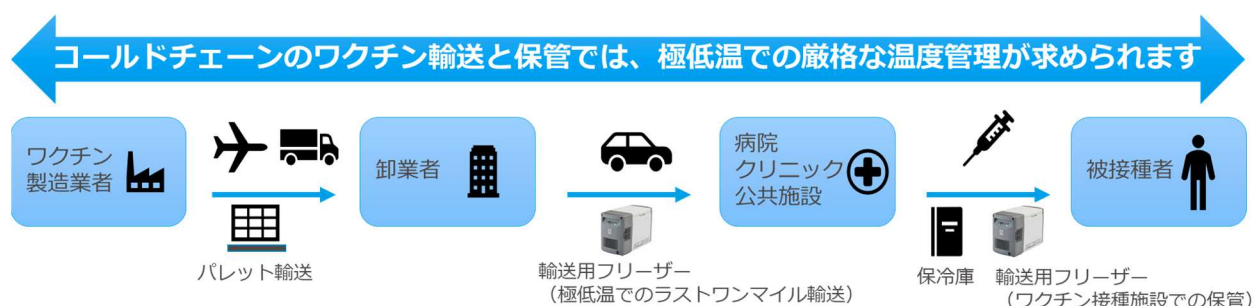 コールドチェーンのワクチン輸送と保管では、極低温での厳格な温度管理が求められます
ワクチン
製造業者
卸業者
病院
クリニック
公共施設
被接種者
パレット輸送
輸送用フリーザー
（極低温でのラストワンマイル輸送）
保冷庫
輸送用フリーザー
（ワクチン接種施設での保管）